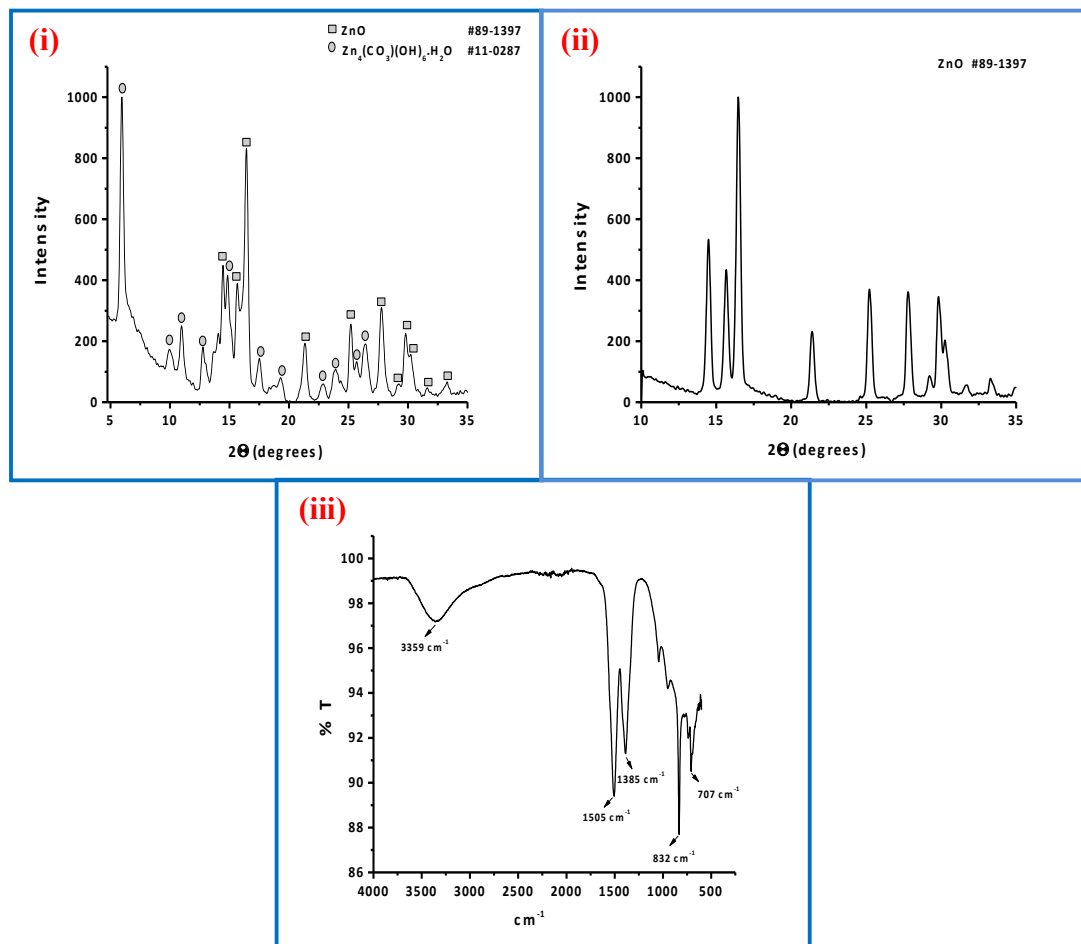 (i)
ZnO #89-1397
Zn₄(CO₃)(OH)₆.H₂O #11-0287
1000
800
600
400
200
0
Intensity
5 10 15 20 25 30 35
2Θ (degrees)
(ii)
ZnO #89-1397
1000
800
600
400
200
0
Intensity
10 15 20 25 30 35
2Θ (degrees)
(iii)
100
98
96
94
92
90
88
86
% T
3359 cm⁻¹
1385 cm⁻¹
1505 cm⁻¹
707 cm⁻¹
832 cm⁻¹
4000 3500 3000 2500 2000 1500 1000 500
cm⁻¹